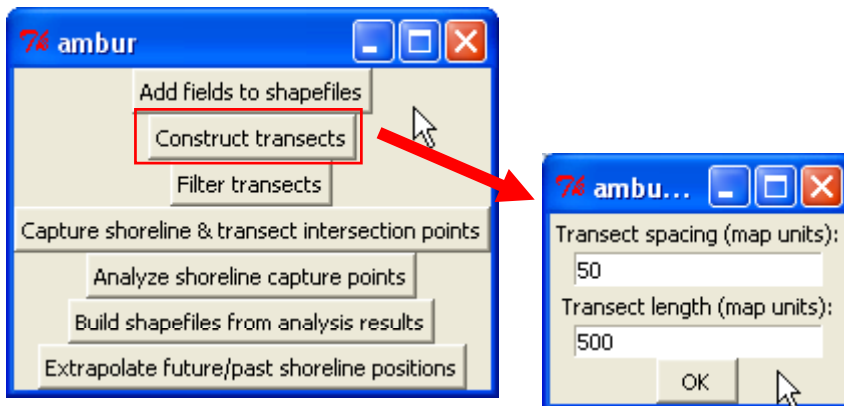 ambur
Add fields to shapefiles
Construct transects
Filter transects
Capture shoreline & transect intersection points
Analyze shoreline capture points
Build shapefiles from analysis results
Extrapolate future/past shoreline positions
ambu...
Transect spacing (map units):
50
Transect length (map units):
500
OK